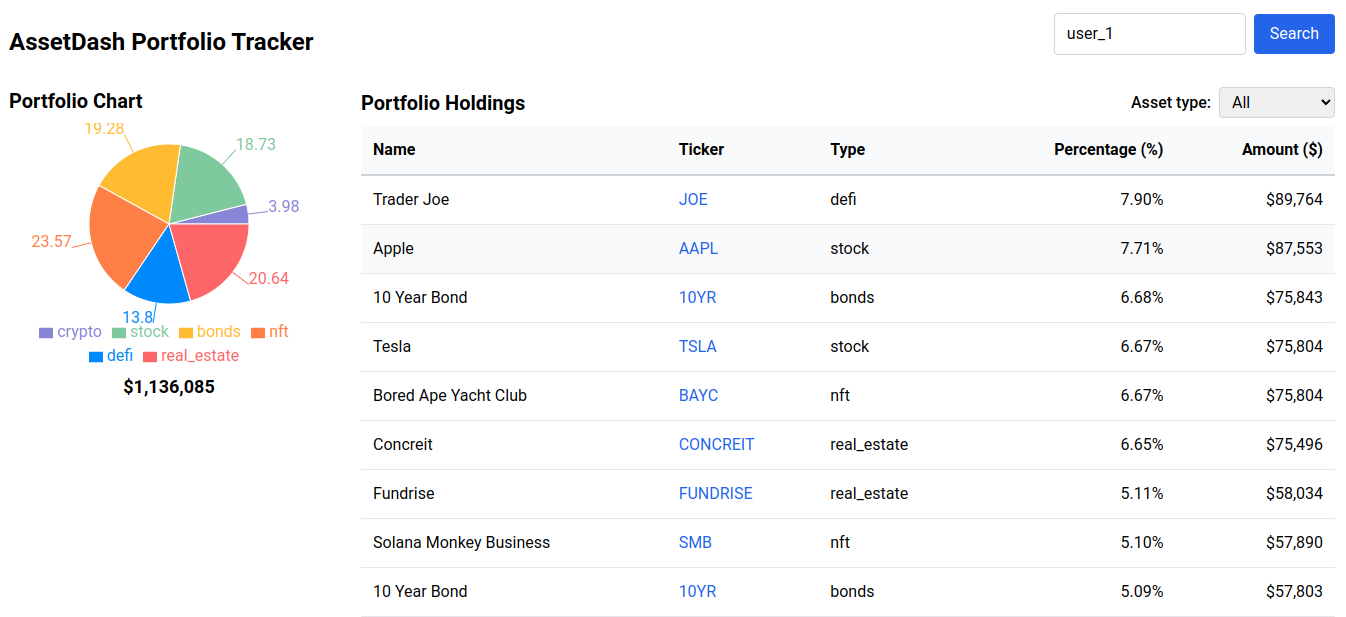 AssetDash Portfolio Tracker
user_1 Search
Portfolio Chart
19.28
18.73
3.98
23.57
20.64
13.8
crypto stock bonds nft
defi real_estate
$1,136,085
Portfolio Holdings Asset type: All
Name Ticker Type Percentage (%) Amount ($)
Trader Joe JOE defi 7.90% $89,764
Apple AAPL stock 7.71% $87,553
10 Year Bond 10YR bonds 6.68% $75,843
Tesla TSLA stock 6.67% $75,804
Bored Ape Yacht Club BAYC nft 6.67% $75,804
Concreit CONCREIT real_estate 6.65% $75,496
Fundrise FUNDRISE real_estate 5.11% $58,034
Solana Monkey Business SMB nft 5.10% $57,890
10 Year Bond 10YR bonds 5.09% $57,803